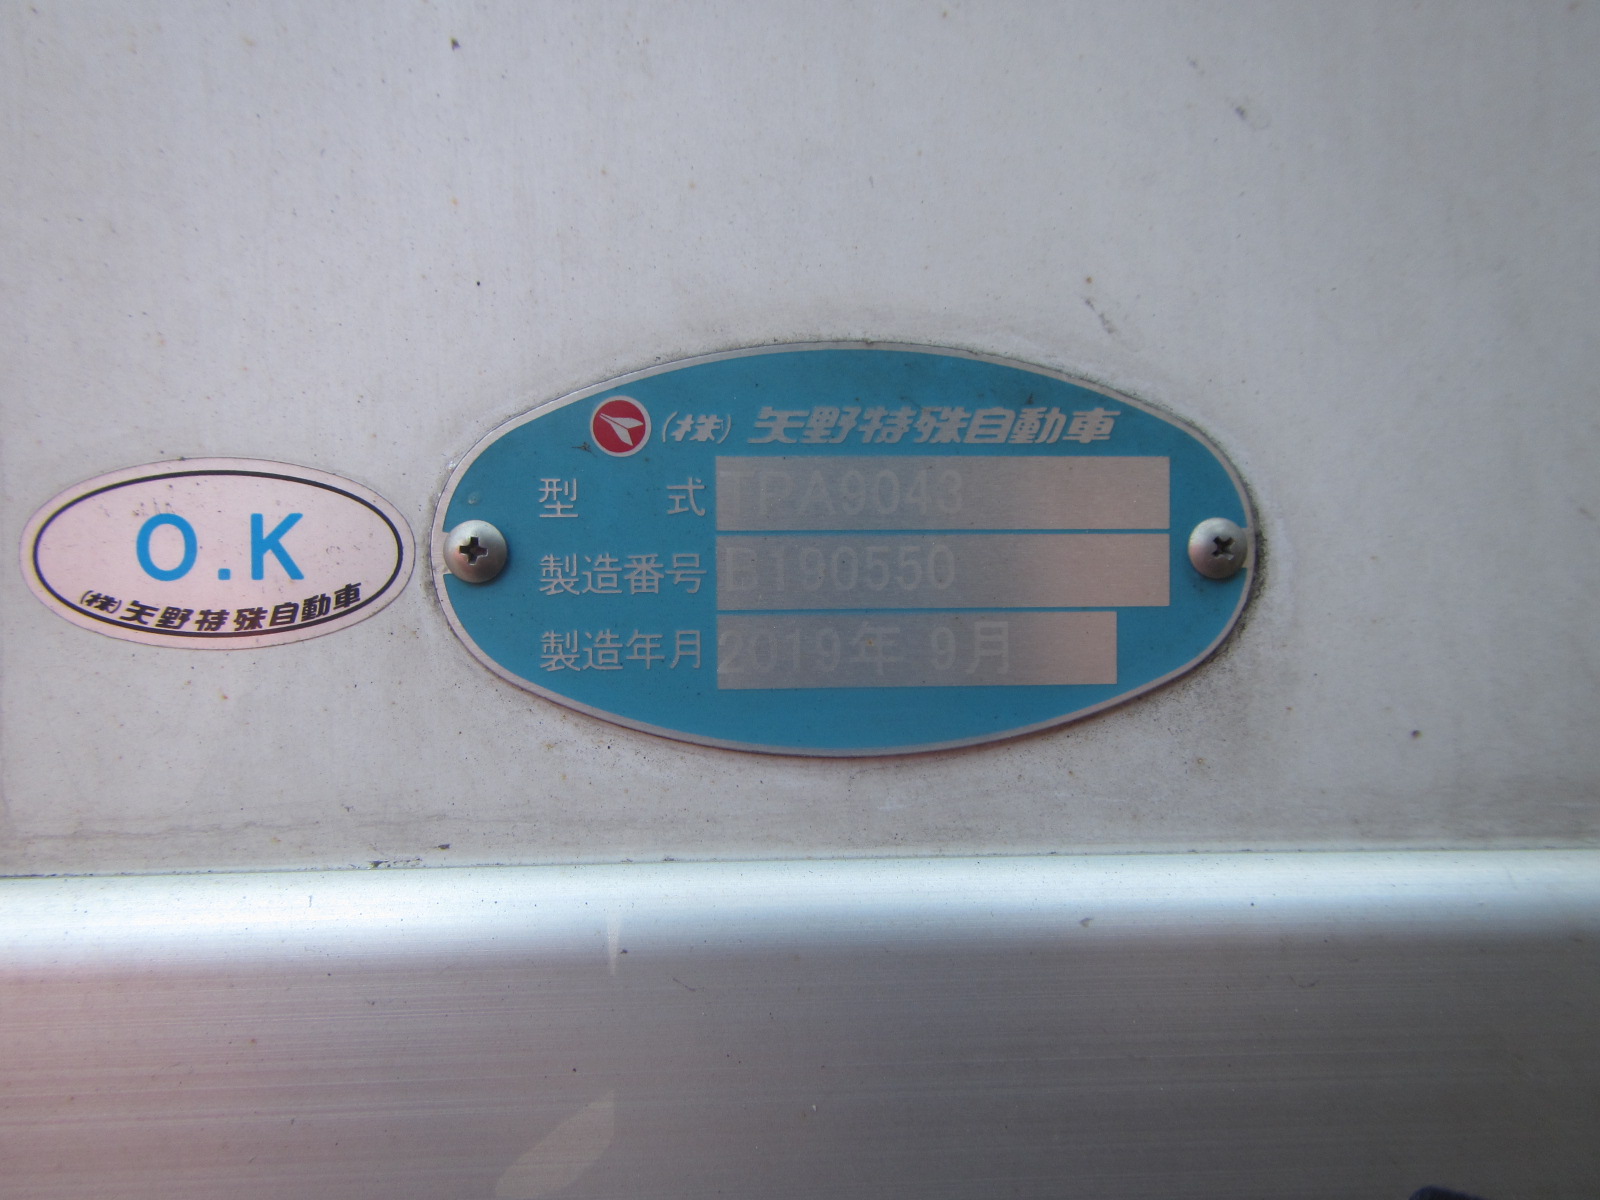 O.K
(株)矢野特殊自動車
(株) 矢野特殊自動車
型 式 TPA9043
製造番号 B190550
製造年月 2019年 9月